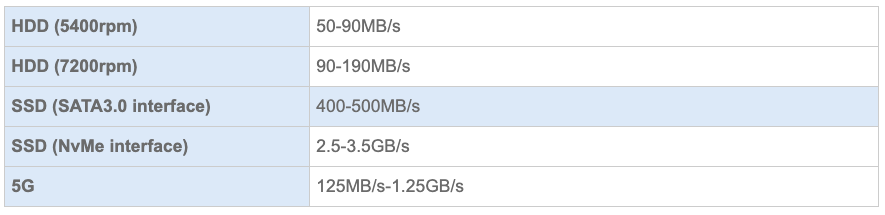 HDD (5400rpm) 50-90MB/s
HDD (7200rpm) 90-190MB/s
SSD (SATA3.0 interface) 400-500MB/s
SSD (NvMe interface) 2.5-3.5GB/s
5G 125MB/s-1.25GB/s